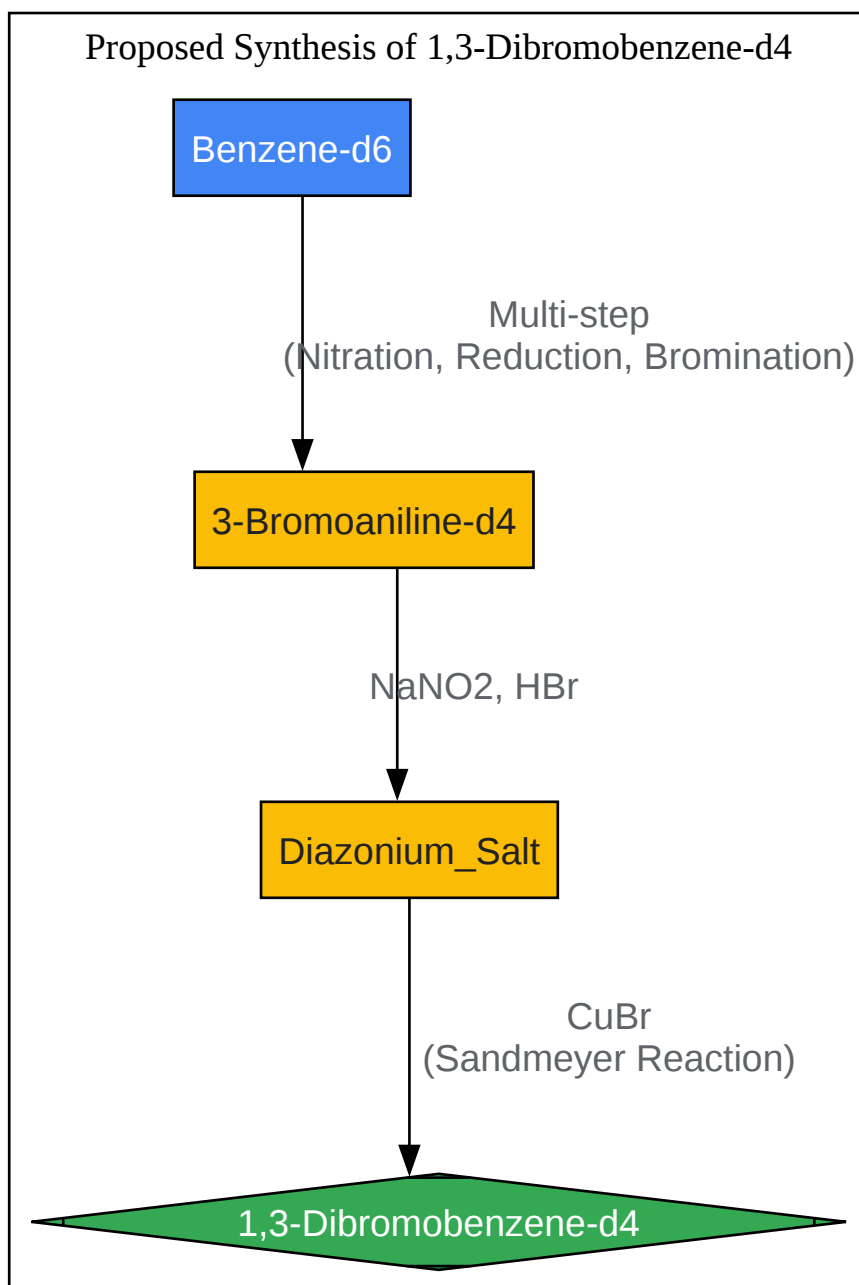 Proposed Synthesis of 1,3-Dibromobenzene-d4
Benzene-d6
Multi-step
(Nitration, Reduction, Bromination)
3-Bromoaniline-d4
NaNO2, HBr
Diazonium_Salt
CuBr
(Sandmeyer Reaction)
1,3-Dibromobenzene-d4